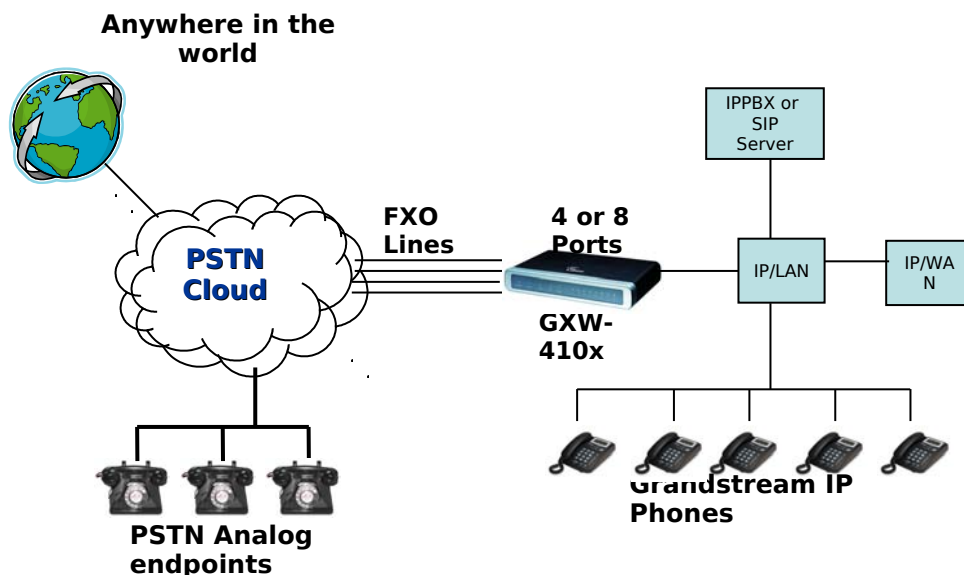 Anywhere in the
world
IPPBX or
SIP
Server
FXO
Lines
4 or 8
Ports
PSTN
Cloud
IP/LAN
IP/WA
N
GXW-
410x
Grandstream IP
Phones
PSTN Analog
endpoints